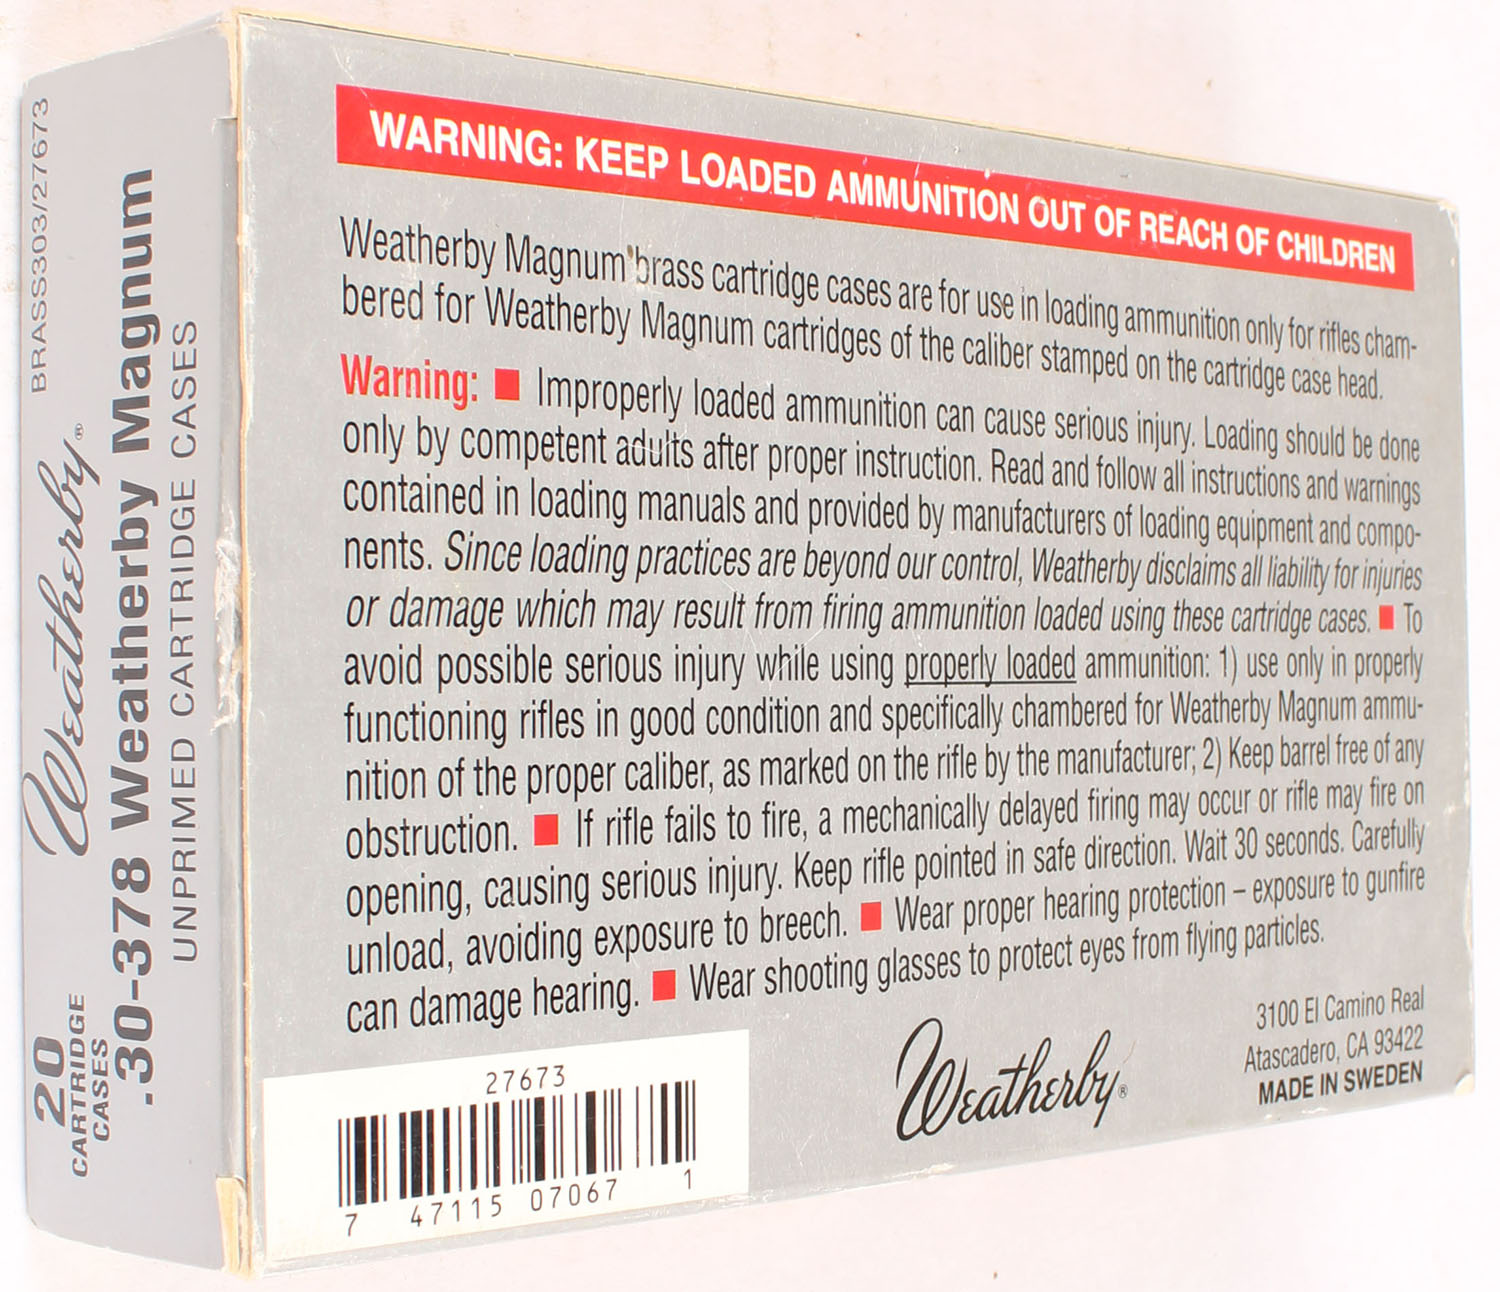 BRASS303/27673
Weatherby®
.30-378 Weatherby Magnum
UNPRIMED CARTRIDGE CASES
20
CARTRIDGE
CASES
WARNING: KEEP LOADED AMMUNITION OUT OF REACH OF CHILDREN
Weatherby Magnum brass cartridge cases are for use in loading ammunition only for rifles cham-
bered for Weatherby Magnum cartridges of the caliber stamped on the cartridge case head.
Warning: ■ Improperly loaded ammunition can cause serious injury. Loading should be done
only by competent adults after proper instruction. Read and follow all instructions and warnings
contained in loading manuals and provided by manufacturers of loading equipment and compo-
nents. Since loading practices are beyond our control, Weatherby disclaims all liability for injuries
or damage which may result from firing ammunition loaded using these cartridge cases. ■ To
avoid possible serious injury while using properly loaded ammunition: 1) use only in properly
functioning rifles in good condition and specifically chambered for Weatherby Magnum ammu-
nition of the proper caliber, as marked on the rifle by the manufacturer; 2) Keep barrel free of any
obstruction. ■ If rifle fails to fire, a mechanically delayed firing may occur or rifle may fire on
opening, causing serious injury. Keep rifle pointed in safe direction. Wait 30 seconds. Carefully
unload, avoiding exposure to breech. ■ Wear proper hearing protection – exposure to gunfire
can damage hearing. ■ Wear shooting glasses to protect eyes from flying particles.
27673
7 47115 07067 1
Weatherby®
3100 El Camino Real
Atascadero, CA 93422
MADE IN SWEDEN